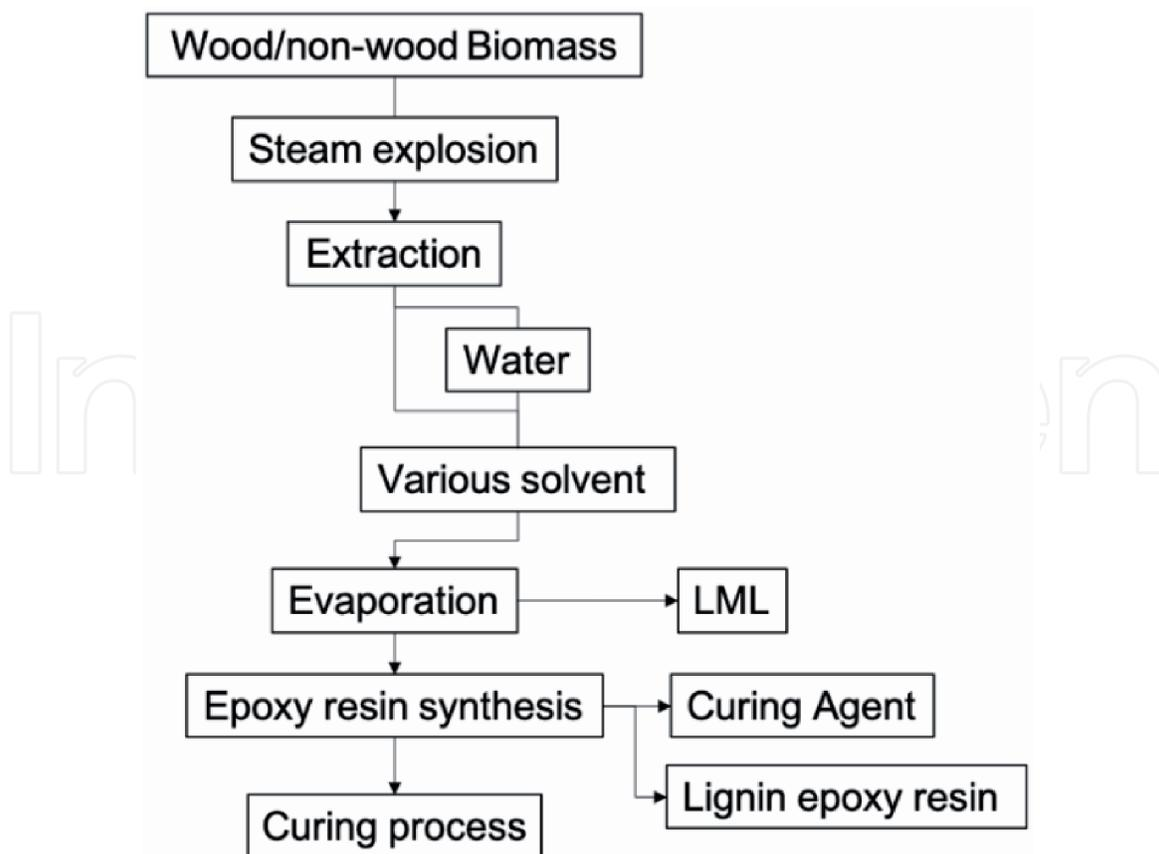 Wood/non-wood Biomass
Steam explosion
Extraction
Water
Various solvent
Evaporation
LML
Epoxy resin synthesis
Curing Agent
Lignin epoxy resin
Curing process